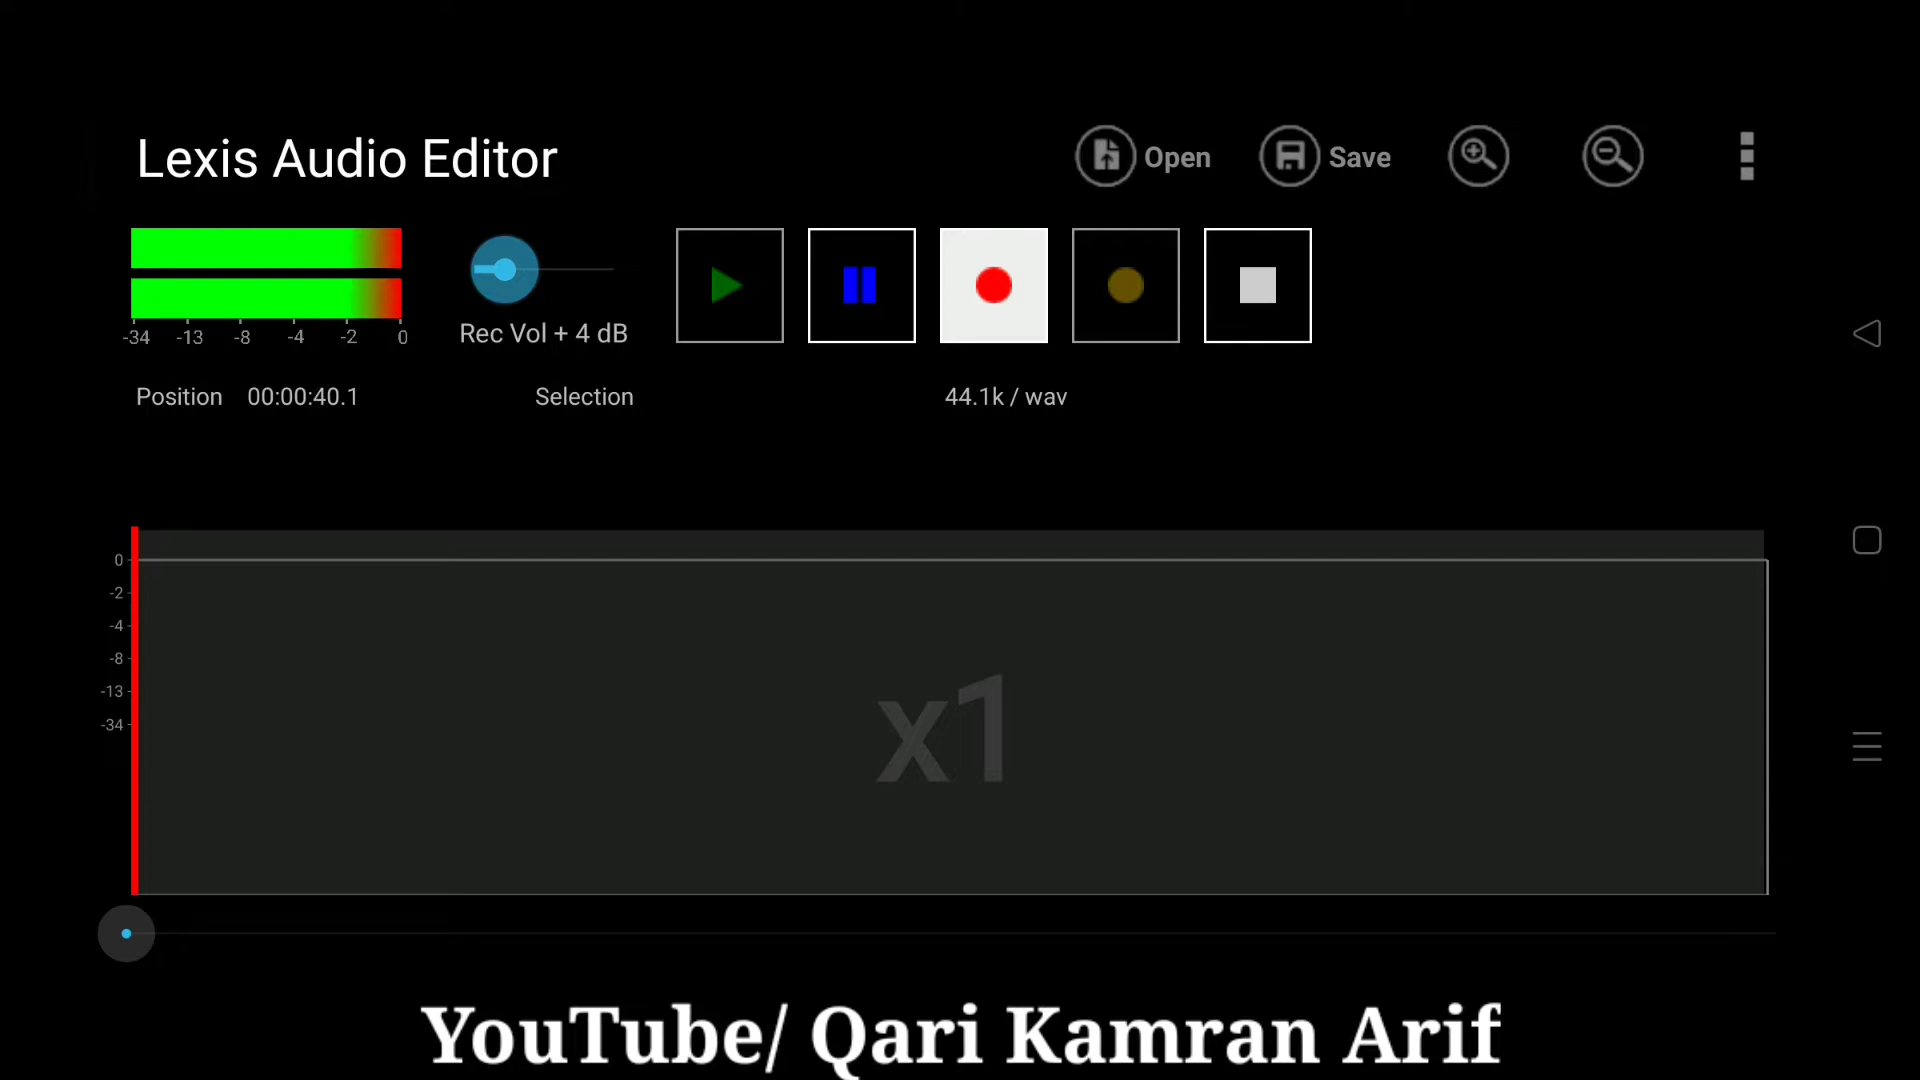 Lexis Audio Editor
Open
Save
-34 -13 -8 -4 -2 0
Rec Vol + 4 dB
Position 00:00:40.1
Selection
44.1k / wav
0
-2
-4
-8
-13
-34
x1
YouTube/ Qari Kamran Arif